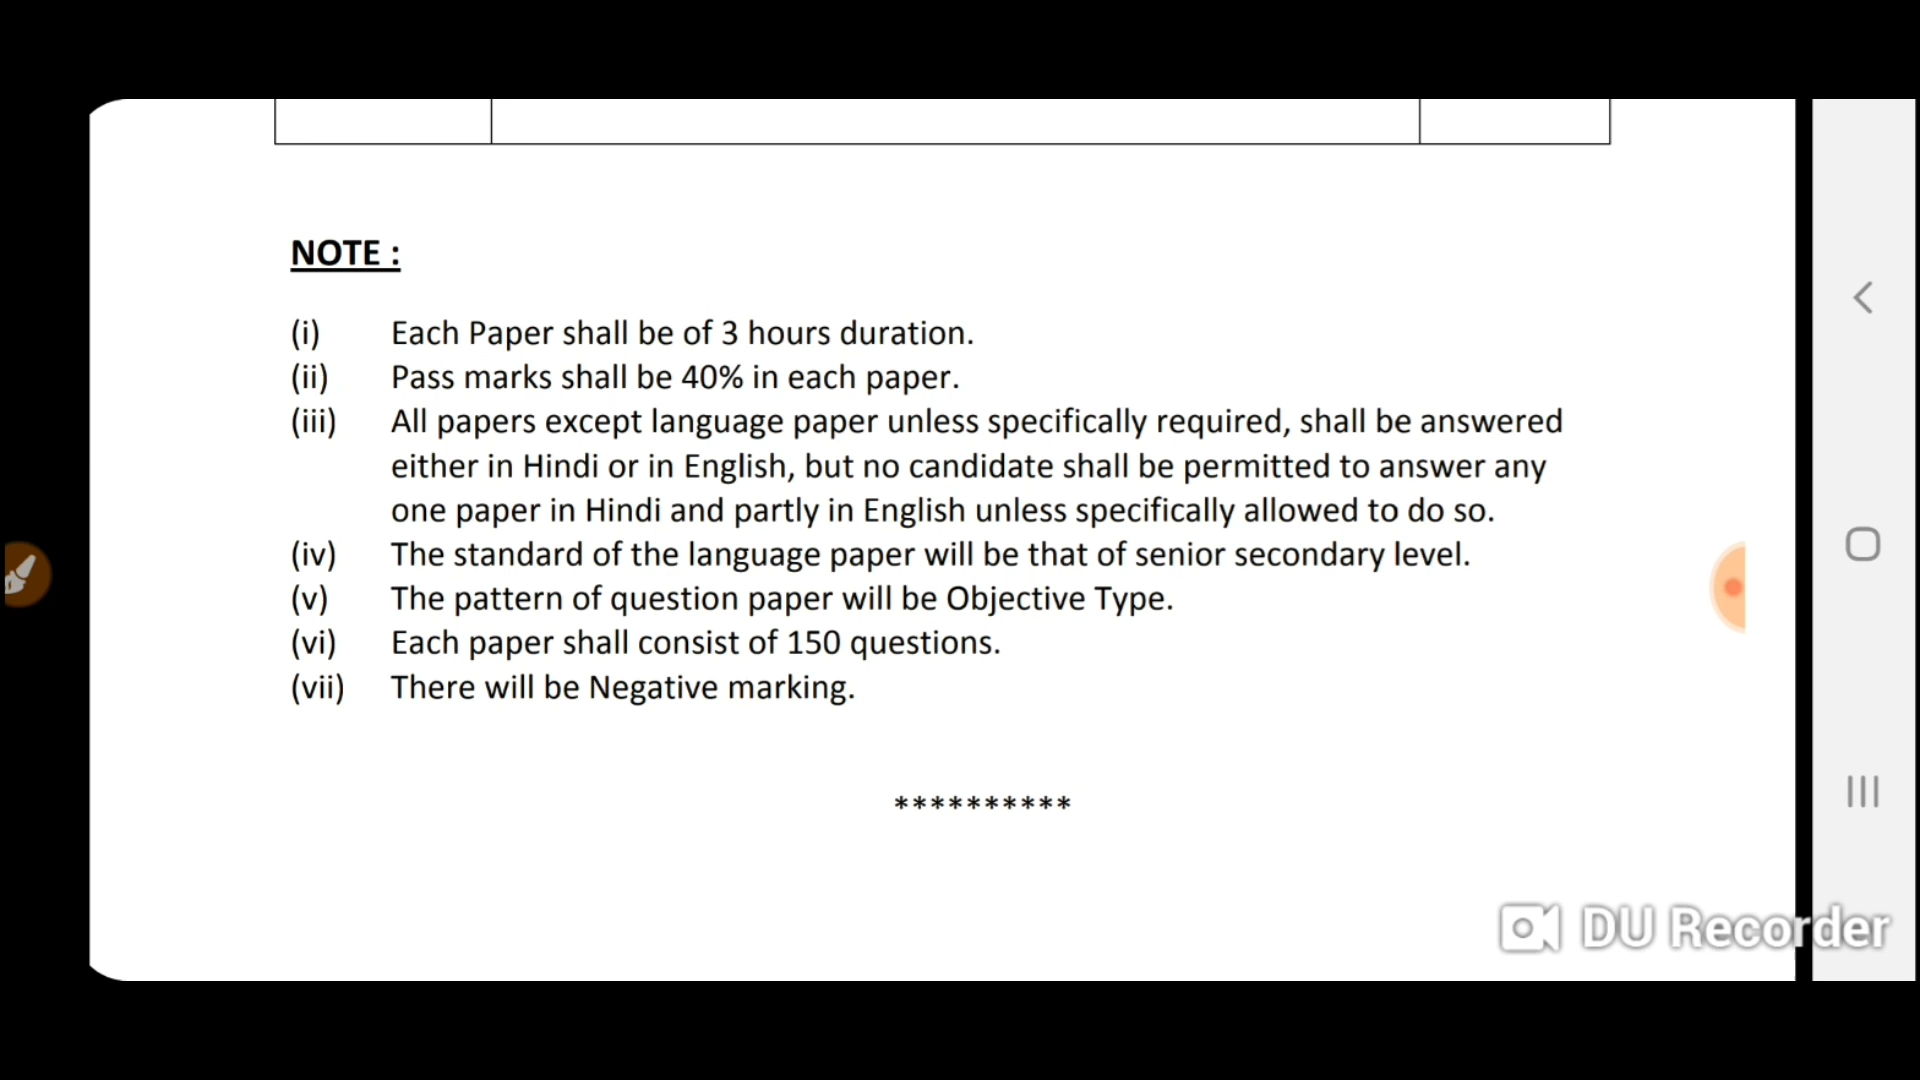 NOTE :
(i) Each Paper shall be of 3 hours duration.
(ii) Pass marks shall be 40% in each paper.
(iii) All papers except language paper unless specifically required, shall be answered
either in Hindi or in English, but no candidate shall be permitted to answer any
one paper in Hindi and partly in English unless specifically allowed to do so.
(iv) The standard of the language paper will be that of senior secondary level.
(v) The pattern of question paper will be Objective Type.
(vi) Each paper shall consist of 150 questions.
(vii) There will be Negative marking.
**********
DU Recorder